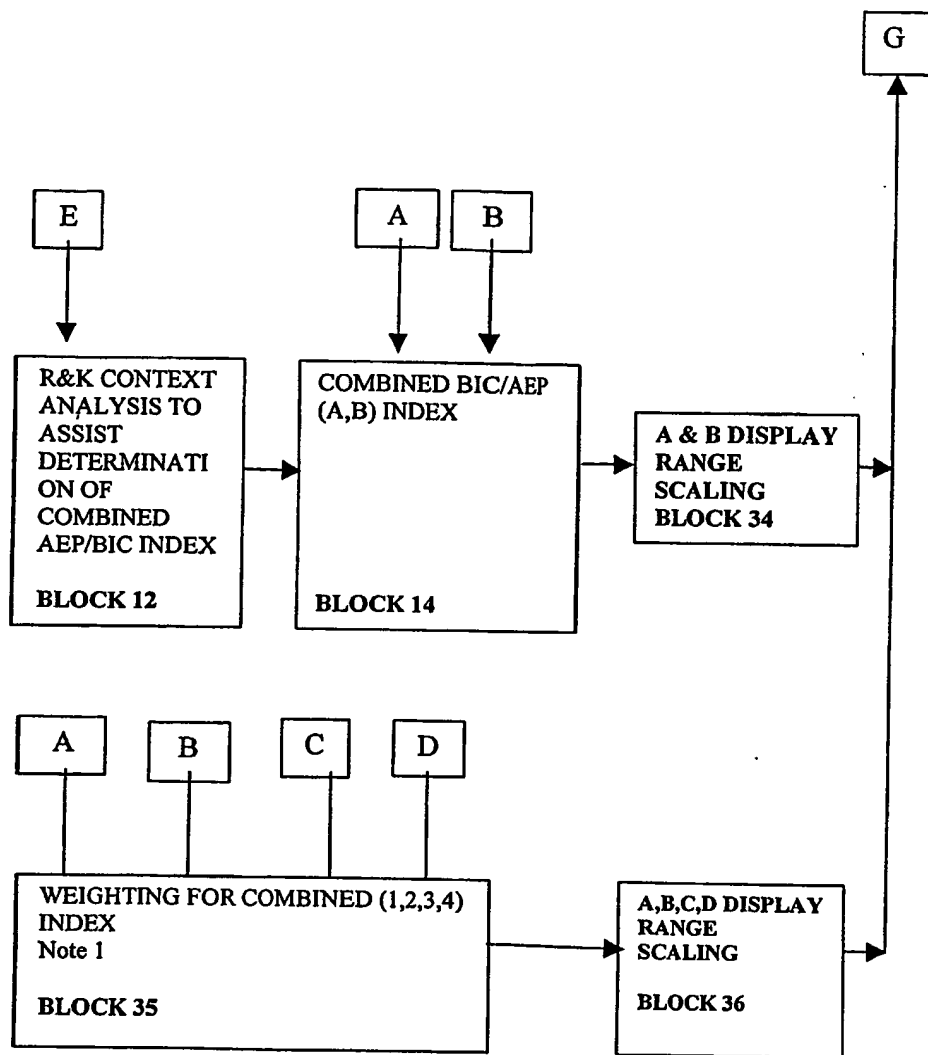 G
E
A
B
R&K CONTEXT
ANALYSIS TO
ASSIST
DETERMINATI
ON OF
COMBINED
AEP/BIC INDEX
BLOCK 12
COMBINED BIC/AEP
(A,B) INDEX
BLOCK 14
A & B DISPLAY
RANGE
SCALING
BLOCK 34
A
B
C
D
WEIGHTING FOR COMBINED (1,2,3,4)
INDEX
Note 1
BLOCK 35
A,B,C,D DISPLAY
RANGE
SCALING
BLOCK 36